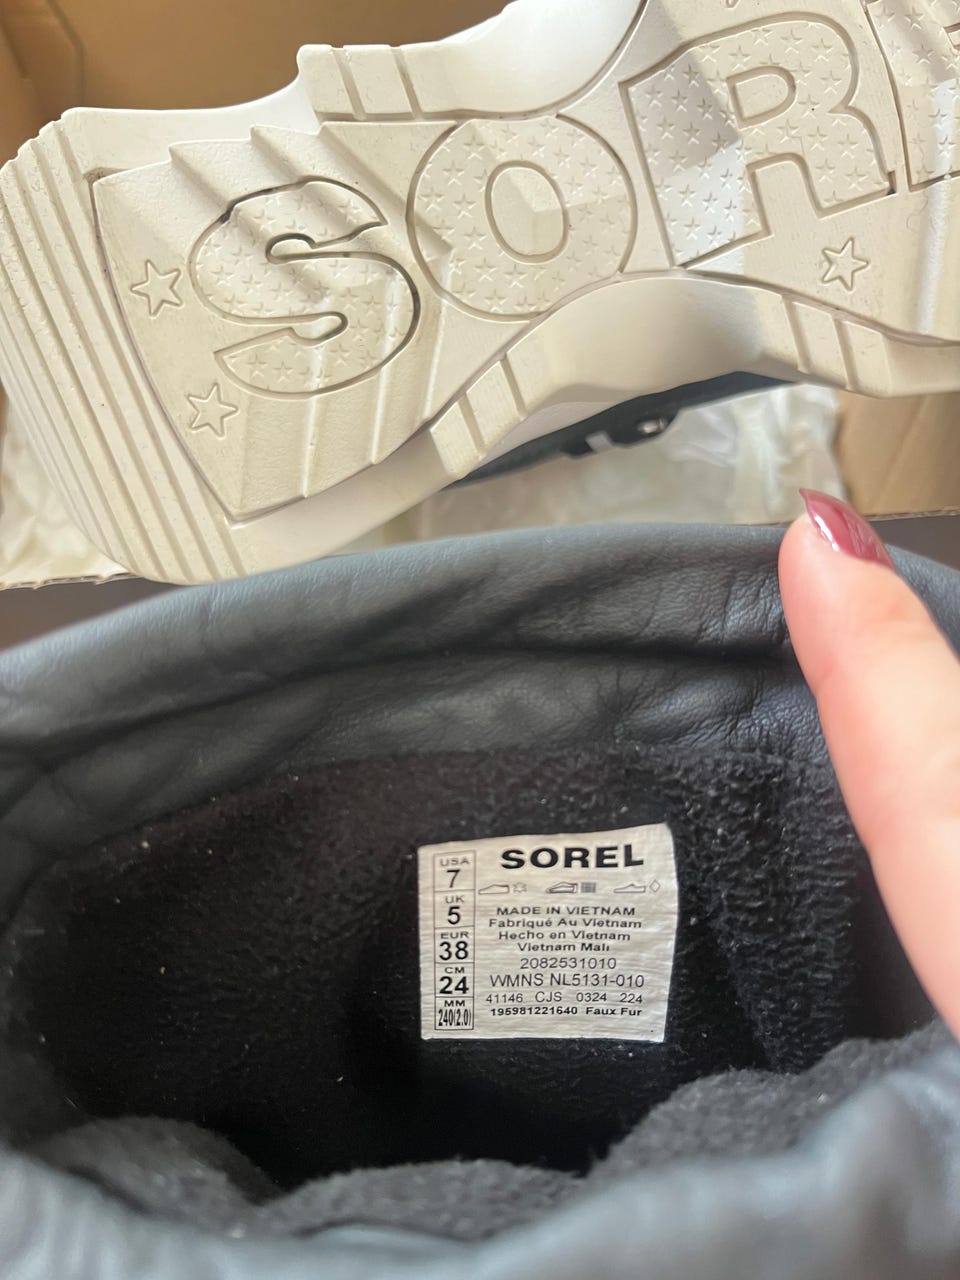 SORE
USA
7
UK
5
EUR
38
CM
24
MM
240(2.0)
SOREL
MADE IN VIETNAM
Fabriqué Au Vietnam
Hecho en Vietnam
Vietnam Malı
2082531010
WMNS NL5131-010
41146 CJS 0324 224
195981221640 Faux Fur